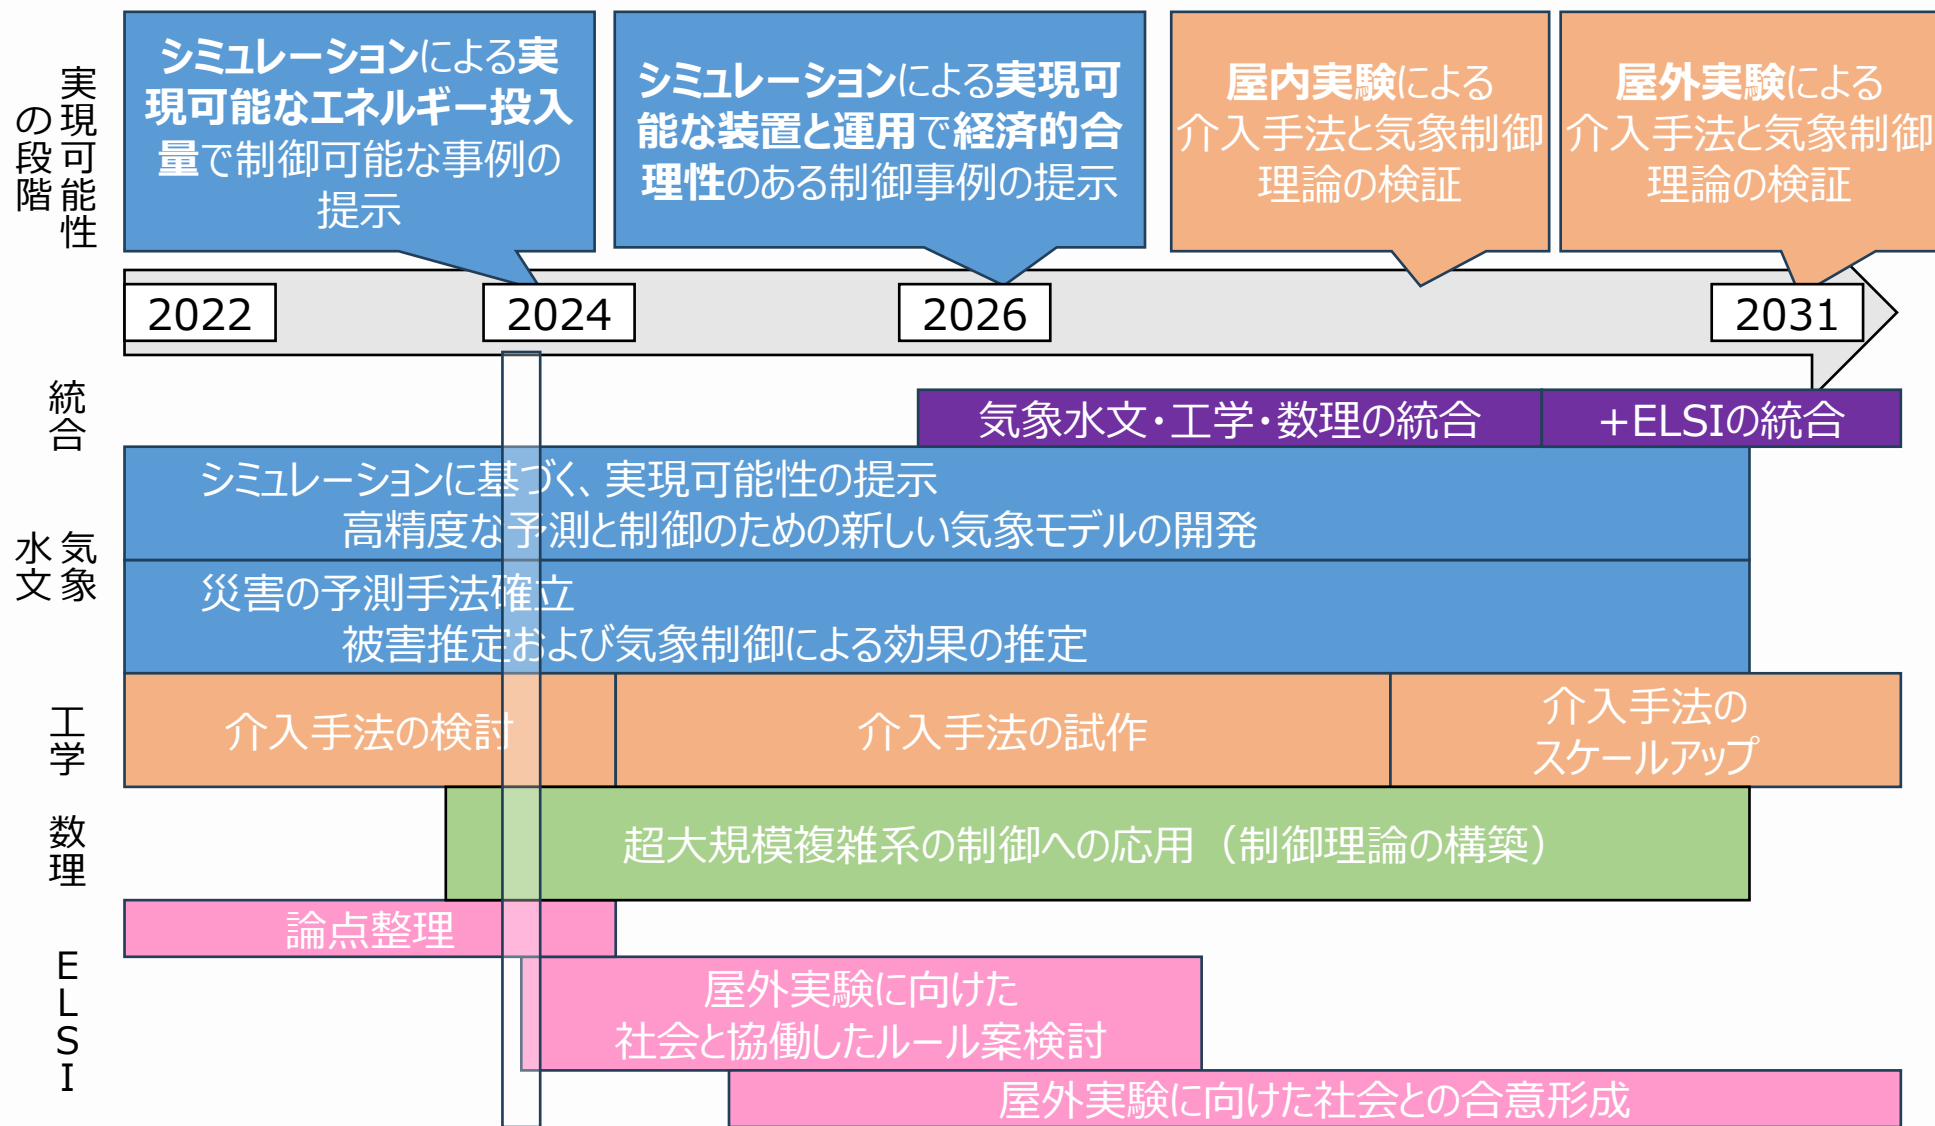 実現可能性
の段階
シミュレーションによる実
現可能なエネルギー投入
量で制御可能な事例の
提示
シミュレーションによる実現可
能な装置と運用で経済的合
理性のある制御事例の提示
屋内実験による
介入手法と気象制御
理論の検証
屋外実験による
介入手法と気象制御
理論の検証
2022
2024
2026
2031
統合
気象水文・工学・数理の統合
+ELSIの統合
気象
水文
シミュレーションに基づく、実現可能性の提示
高精度な予測と制御のための新しい気象モデルの開発
災害の予測手法確立
被害推定および気象制御による効果の推定
工学
介入手法の検討
介入手法の試作
介入手法の
スケールアップ
数理
超大規模複雑系の制御への応用（制御理論の構築）
ELSI
論点整理
屋外実験に向けた
社会と協働したルール案検討
屋外実験に向けた社会との合意形成